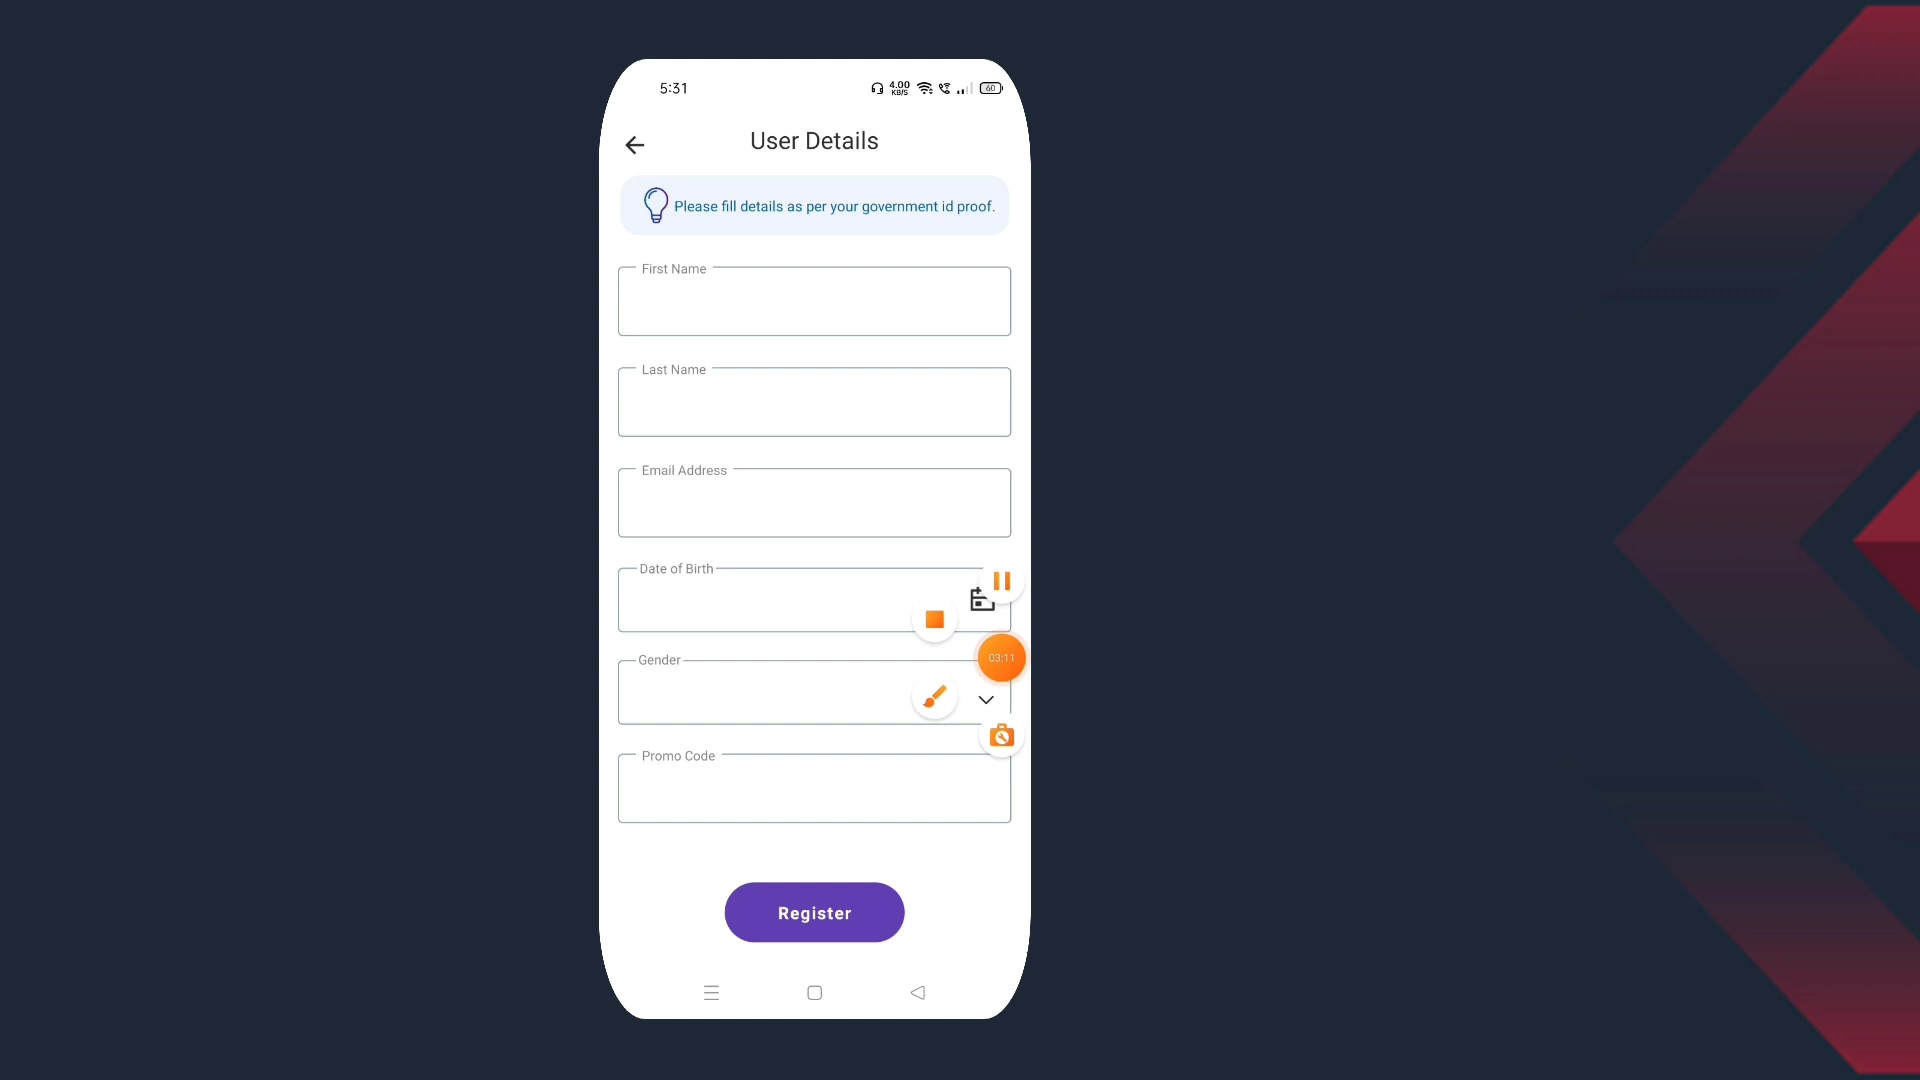 5:31
4.00
KB/S
60
User Details
Please fill details as per your government id proof.
First Name
Last Name
Email Address
Date of Birth
03:11
Gender
Promo Code
Register